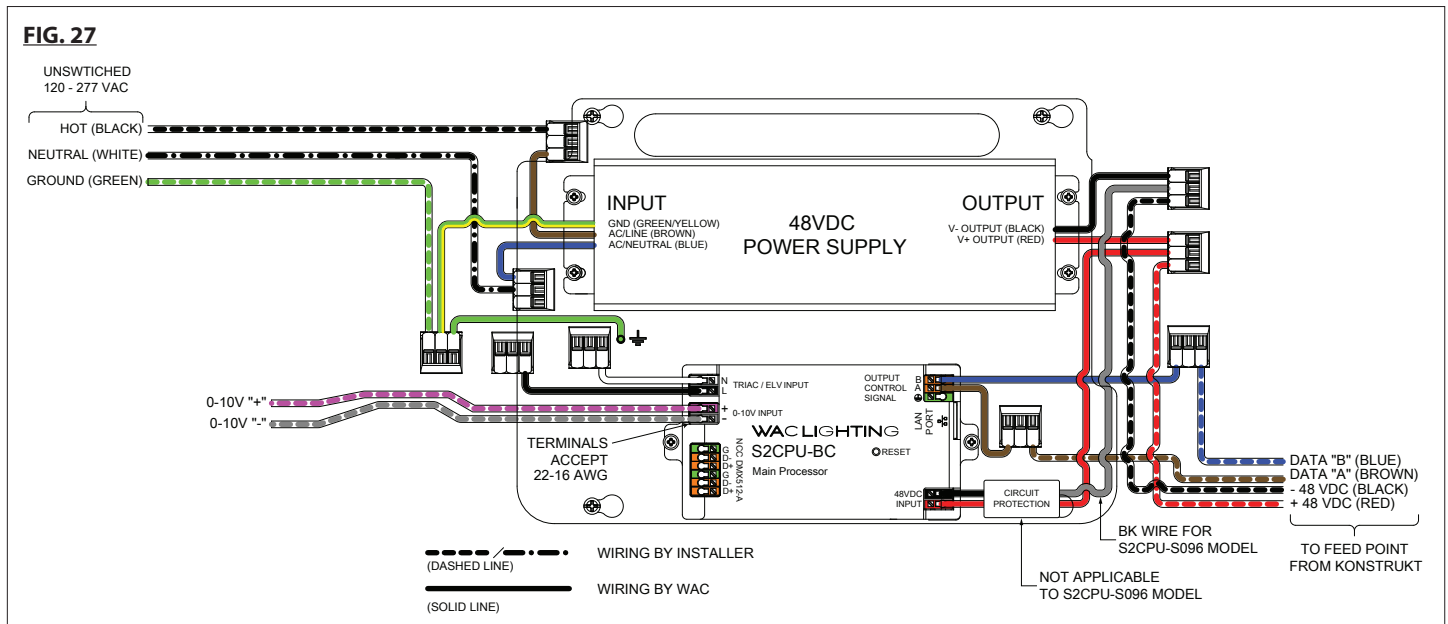 FIG. 27
UNSWTICHED
120 - 277 VAC
HOT (BLACK)
NEUTRAL (WHITE)
GROUND (GREEN)
INPUT
GND (GREEN/YELLOW)
AC/LINE (BROWN)
AC/NEUTRAL (BLUE)
48VDC
POWER SUPPLY
OUTPUT
V- OUTPUT (BLACK)
V+ OUTPUT (RED)
0-10V "+"
0-10V "-"
TERMINALS
ACCEPT
22-16 AWG
N
L
TRIAC / ELV INPUT
+
-
0-10V INPUT
WAC LIGHTING
S2CPU-BC
Main Processor
RESET
NCC DMX512-A
G
D-
D+
G
D-
D+
OUTPUT
CONTROL
SIGNAL
B
A
LAN
PORT
48VDC
INPUT
CIRCUIT
PROTECTION
DATA "B" (BLUE)
DATA "A" (BROWN)
- 48 VDC (BLACK)
+ 48 VDC (RED)
TO FEED POINT
FROM KONSTRUKT
BK WIRE FOR
S2CPU-S096 MODEL
NOT APPLICABLE
TO S2CPU-S096 MODEL
WIRING BY INSTALLER
(DASHED LINE)
WIRING BY WAC
(SOLID LINE)